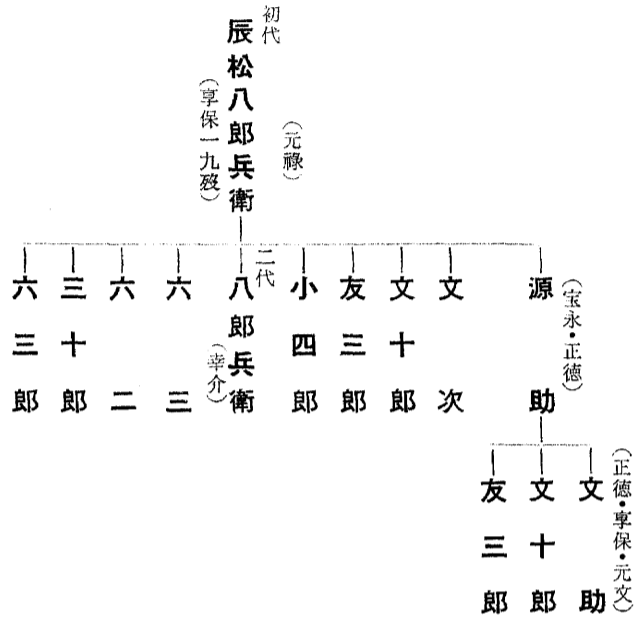 初代
辰松八郎兵衛
(元祿)
(享保一九歿)
(宝永・正徳)
源助
文次
文十郎
友三郎
小四郎
二代
八郎兵衛
(幸介)
六三
六二
三十郎
六三郎
(正徳・享保・元文)
文助
文十郎
友三郎